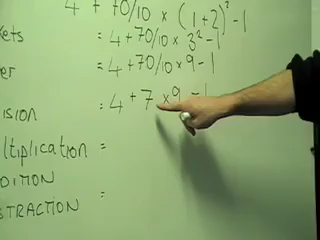 4 + 70/10 × (1+2)² -1
kets = 4 + 70/10 × 3² -1
er = 4 + 70/10 × 9 - 1
ision = 4 + 7 × 9 - 1
ltiplication =
DITION
STRACTION =